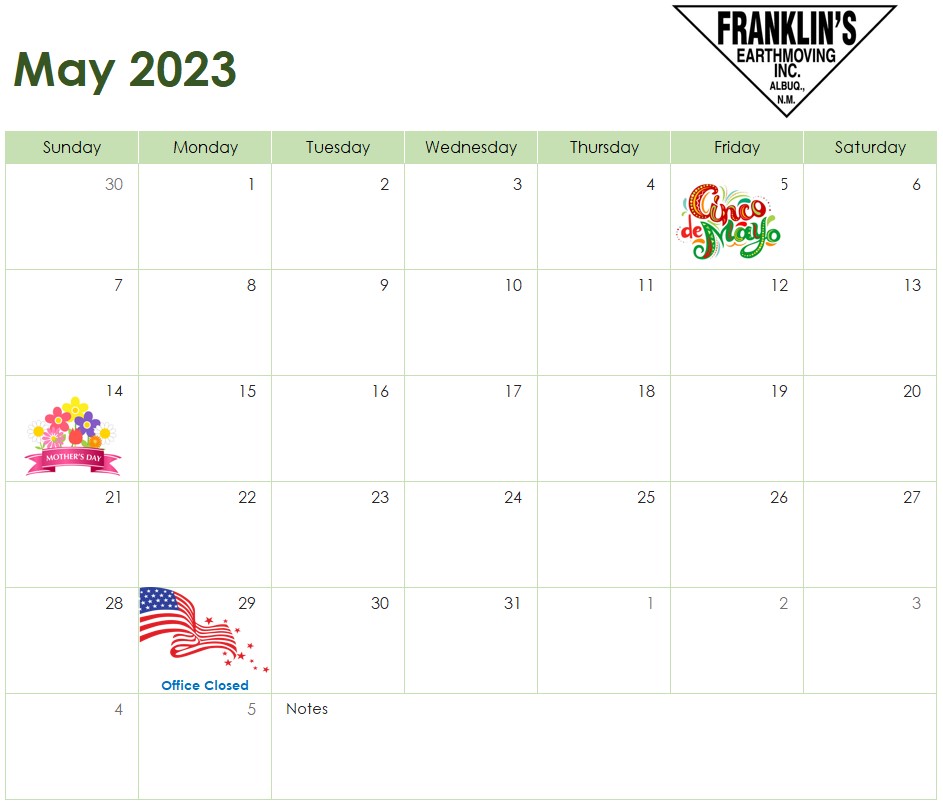 FRANKLIN'S
EARTHMOVING
INC.
ALBUQ.,
N.M.
May 2023
Sunday Monday Tuesday Wednesday Thursday Friday Saturday
30 1 2 3 4 5 6
Cinco
de Mayo
7 8 9 10 11 12 13
14 15 16 17 18 19 20
MOTHER'S DAY
21 22 23 24 25 26 27
28 29 30 31 1 2 3
Office Closed
4 5 Notes